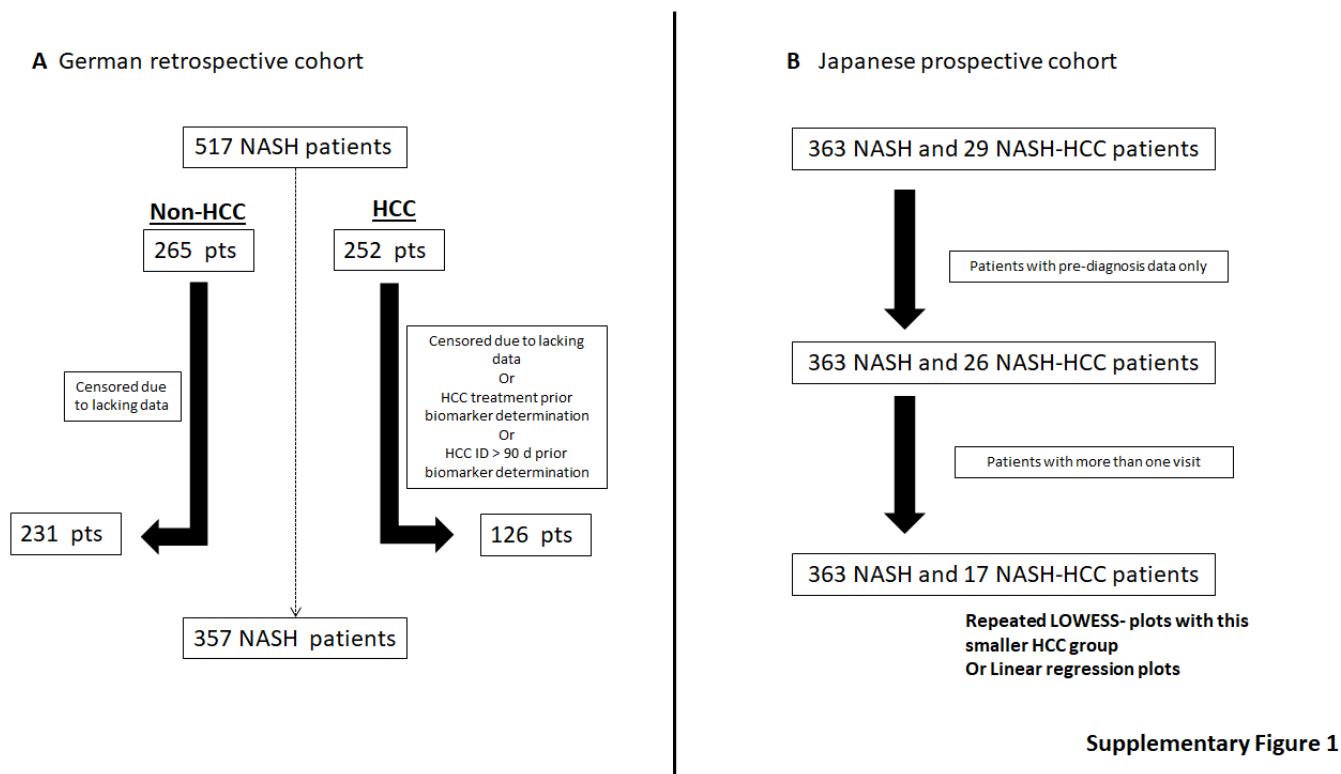 A German retrospective cohort
517 NASH patients
Non-HCC
265 pts
HCC
252 pts
Censored due
to lacking data
Censored due to lacking
data
Or
HCC treatment prior
biomarker determination
Or
HCC ID > 90 d prior
biomarker determination
231 pts
126 pts
357 NASH patients
B Japanese prospective cohort
363 NASH and 29 NASH-HCC patients
Patients with pre-diagnosis data only
363 NASH and 26 NASH-HCC patients
Patients with more than one visit
363 NASH and 17 NASH-HCC patients
Repeated LOWESS- plots with this
smaller HCC group
Or Linear regression plots
Supplementary Figure 1